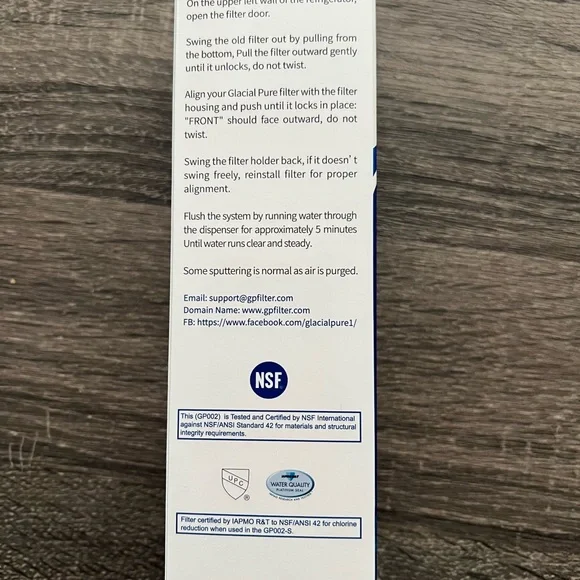 On the upper left wall of the refrigerator,
open the filter door.
Swing the old filter out by pulling from
the bottom, Pull the filter outward gently
until it unlocks, do not twist.
Align your Glacial Pure filter with the filter
housing and push until it locks in place:
"FRONT" should face outward, do not
twist.
Swing the filter holder back, if it doesn't
swing freely, reinstall filter for proper
alignment.
Flush the system by running water through
the dispenser for approximately 5 minutes
Until water runs clear and steady.
Some sputtering is normal as air is purged.
Email: support@gpfilter.com
Domain Name: www.gpfilter.com
FB: https://www.facebook.com/glacialpure1/
NSF
This (GP002) is Tested and Certified by NSF International
against NSF/ANSI Standard 42 for materials and structural
integrity requirements.
UPC ®
WATER QUALITY
PLATINUM SEAL
Filter certified by IAPMO R&T to NSF/ANSI 42 for chlorine
reduction when used in the GP002-S.